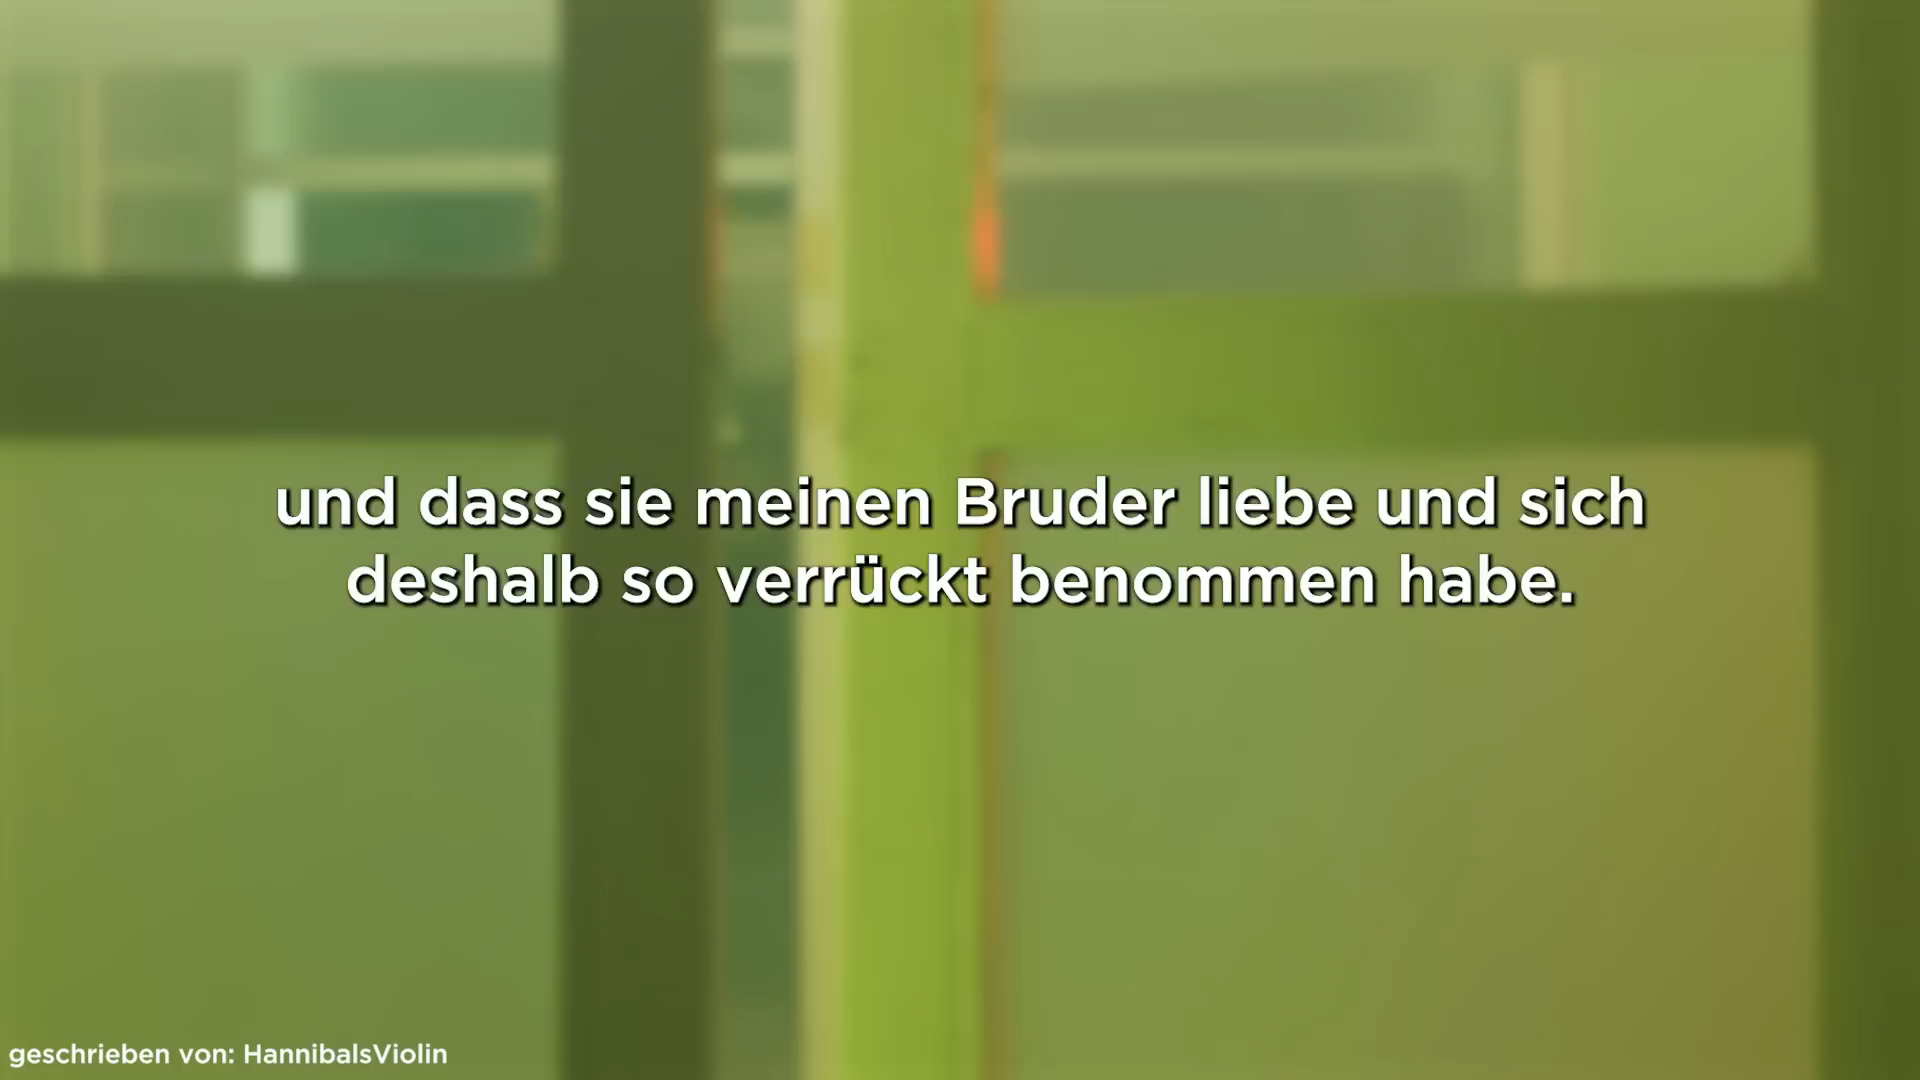 und dass sie meinen Bruder liebe und sich
deshalb so verrückt benommen habe.
geschrieben von: HannibalsViolin